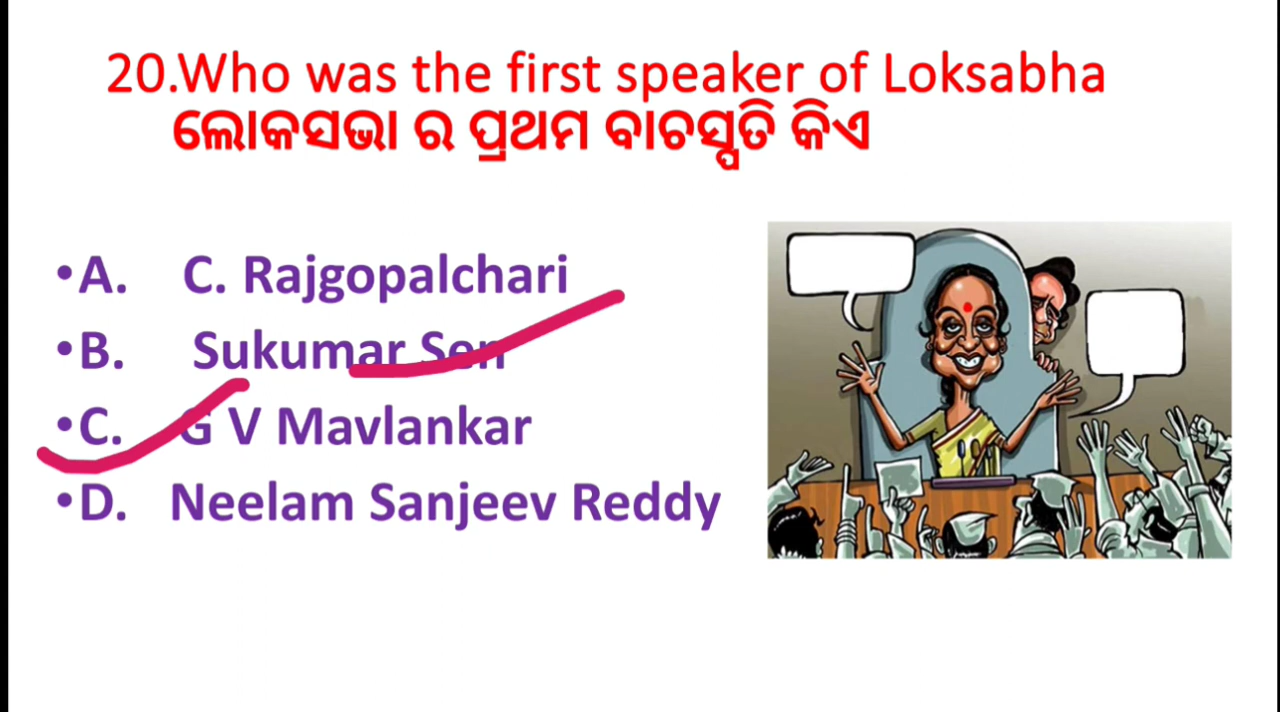 20.Who was the first speaker of Loksabha
ଲୋକସଭା ର ପ୍ରଥମ ବାଚସ୍ପତି କିଏ
•A. C. Rajgopalchari
•B. Sukumar Sen
•C. G V Mavlankar
•D. Neelam Sanjeev Reddy